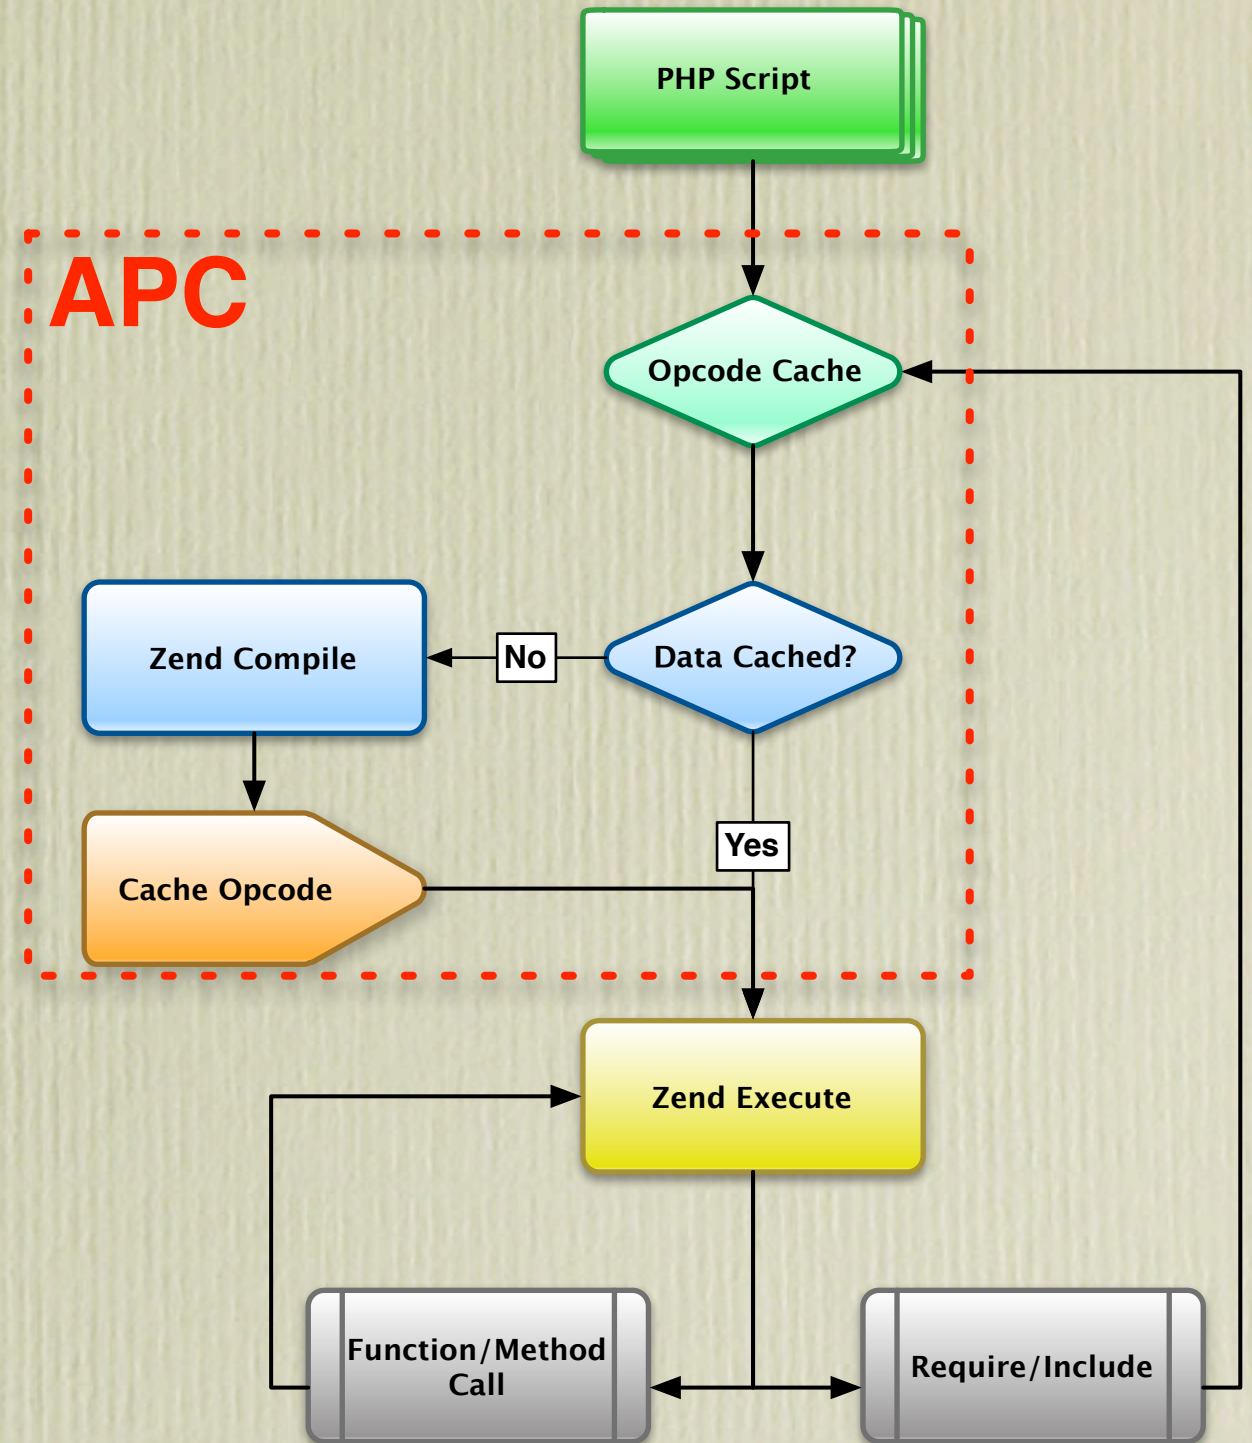 PHP Script
APC
Opcode Cache
Zend Compile
No
Data Cached?
Yes
Cache Opcode
Zend Execute
Function/Method
Call
Require/Include